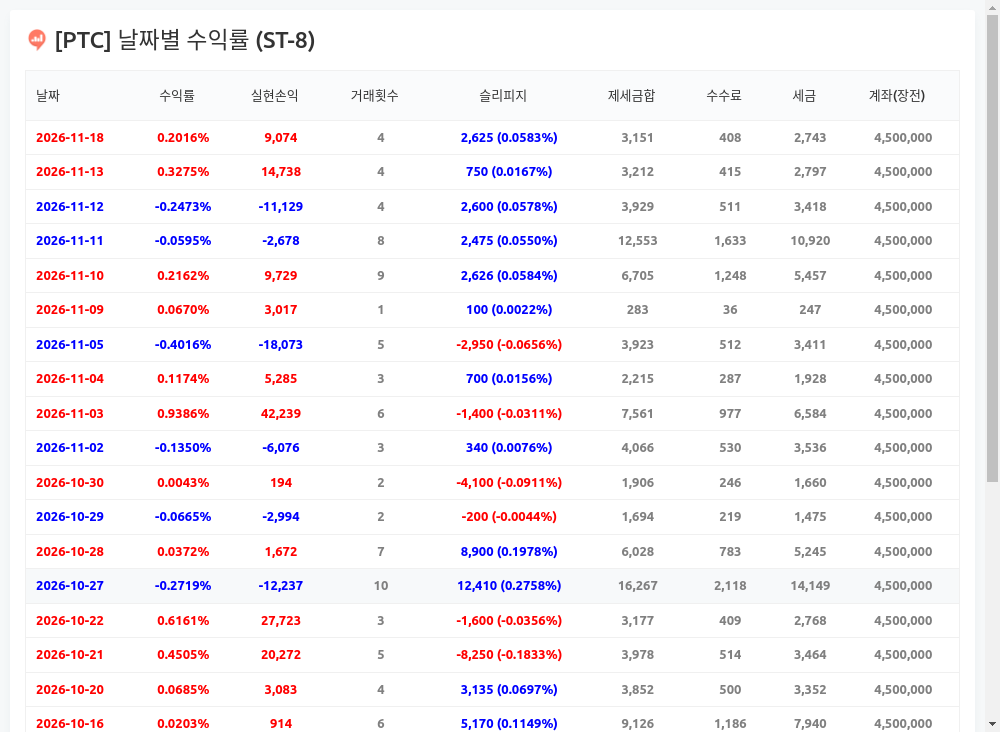 [PTC] 날짜별 수익률 (ST-8)
날짜 수익률 실현손익 거래횟수 슬리피지 제세금합 수수료 세금 계좌(장전)
2026-11-18 0.2016% 9,074 4 2,625 (0.0583%) 3,151 408 2,743 4,500,000
2026-11-13 0.3275% 14,738 4 750 (0.0167%) 3,212 415 2,797 4,500,000
2026-11-12 -0.2473% -11,129 4 2,600 (0.0578%) 3,929 511 3,418 4,500,000
2026-11-11 -0.0595% -2,678 8 2,475 (0.0550%) 12,553 1,633 10,920 4,500,000
2026-11-10 0.2162% 9,729 9 2,626 (0.0584%) 6,705 1,248 5,457 4,500,000
2026-11-09 0.0670% 3,017 1 100 (0.0022%) 283 36 247 4,500,000
2026-11-05 -0.4016% -18,073 5 -2,950 (-0.0656%) 3,923 512 3,411 4,500,000
2026-11-04 0.1174% 5,285 3 700 (0.0156%) 2,215 287 1,928 4,500,000
2026-11-03 0.9386% 42,239 6 -1,400 (-0.0311%) 7,561 977 6,584 4,500,000
2026-11-02 -0.1350% -6,076 3 340 (0.0076%) 4,066 530 3,536 4,500,000
2026-10-30 0.0043% 194 2 -4,100 (-0.0911%) 1,906 246 1,660 4,500,000
2026-10-29 -0.0665% -2,994 2 -200 (-0.0044%) 1,694 219 1,475 4,500,000
2026-10-28 0.0372% 1,672 7 8,900 (0.1978%) 6,028 783 5,245 4,500,000
2026-10-27 -0.2719% -12,237 10 12,410 (0.2758%) 16,267 2,118 14,149 4,500,000
2026-10-22 0.6161% 27,723 3 -1,600 (-0.0356%) 3,177 409 2,768 4,500,000
2026-10-21 0.4505% 20,272 5 -8,250 (-0.1833%) 3,978 514 3,464 4,500,000
2026-10-20 0.0685% 3,083 4 3,135 (0.0697%) 3,852 500 3,352 4,500,000
2026-10-16 0.0203% 914 6 5,170 (0.1149%) 9,126 1,186 7,940 4,500,000